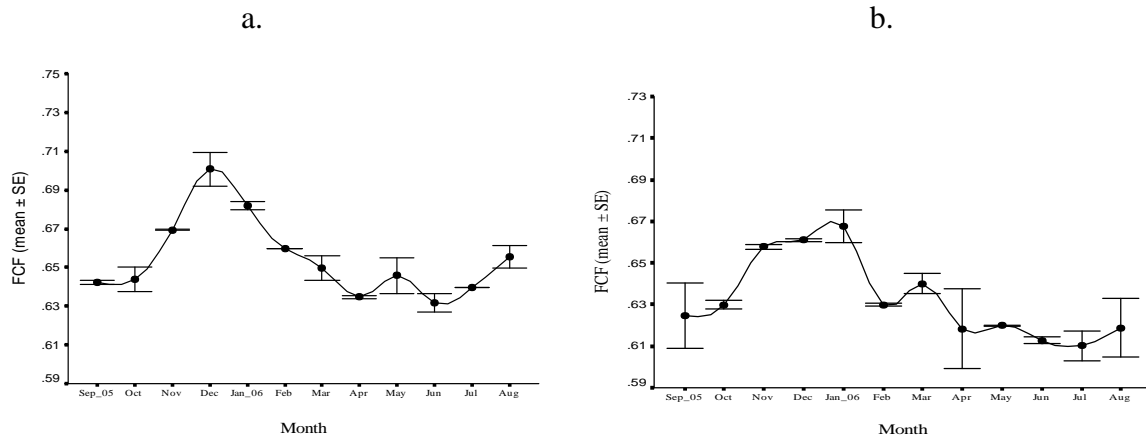 a.
.75
.73
.71
.69
.67
.65
.63
.61
.59
FCF (mean ± SE)
Sep_05 Oct Nov Dec Jan_06 Feb Mar Apr May Jun Jul Aug
Month
b.
.73
.71
.69
.67
.65
.63
.61
.59
FCF (mean ± SE)
Sep_05 Oct Nov Dec Jan_06 Feb Mar Apr May Jun Jul Aug
Month